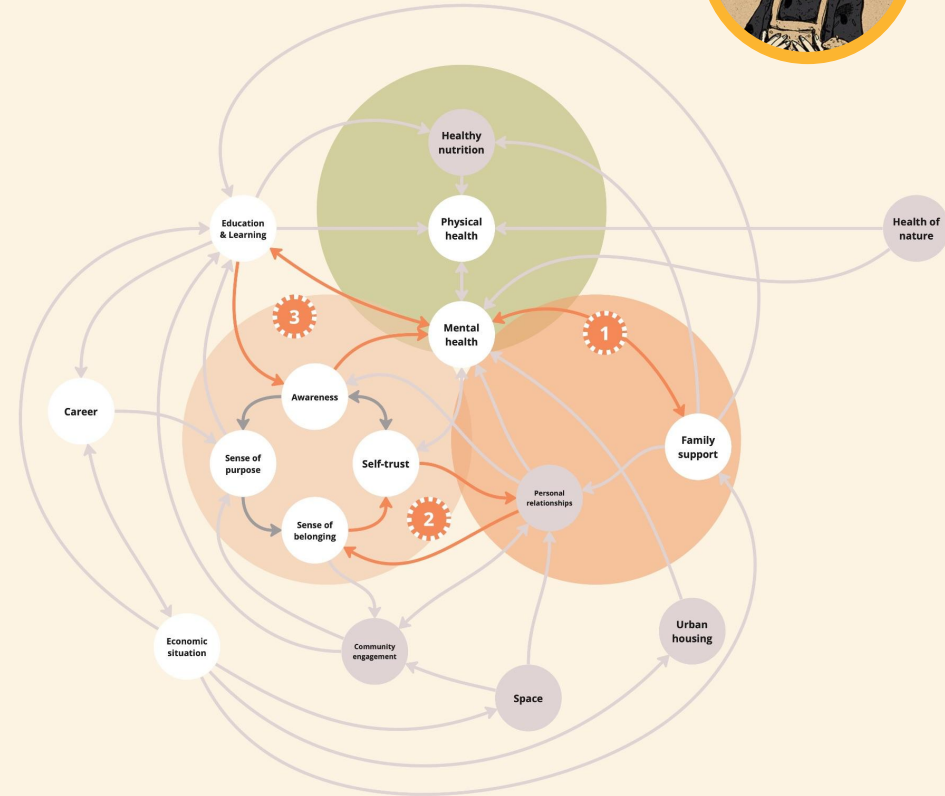 Healthy
nutrition
Education
& Learning
Physical
health
Health of
nature
3
Mental
health
1
Awareness
Career
Sense of
purpose
Self-trust
Family
support
Personal
relationships
2
Sense of
belonging
Economic
situation
Community
engagement
Urban
housing
Space